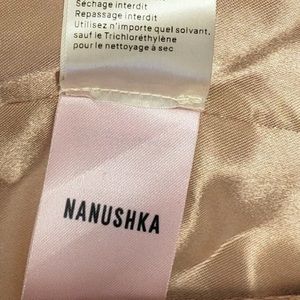 Séchage interdit
Repassage interdit
Utilisez n'importe quel solvant,
sauf le Trichloréthylène
pour le nettoyage à sec
NANUSHKA